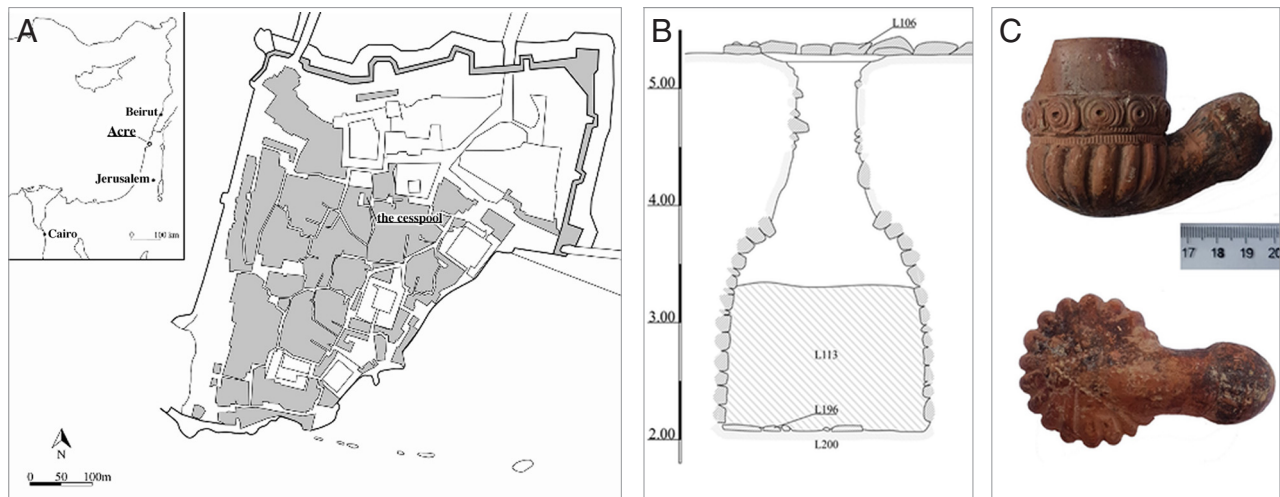 A
Beirut
Acre
Jerusalem
Cairo
0 100 km
the cesspool
N
0 50 100m
B
L106
5.00
4.00
3.00
L113
L196
2.00
L200
C
17 18 19 20